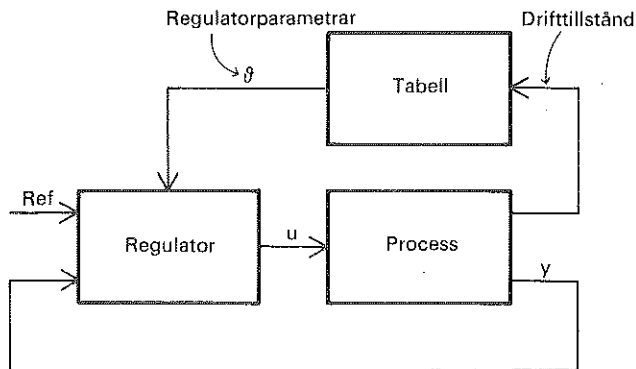 Regulatorparametrar
Drifttillstånd
ϑ
Tabell
Ref
Regulator
u
Process
y